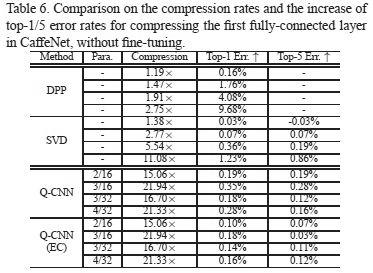 Table 6. Comparison on the compression rates and the increase of
top-1/5 error rates for compressing the first fully-connected layer
in CaffeNet, without fine-tuning.
Method Para. Compression Top-1 Err. ↑ Top-5 Err. ↑
DPP
- 1.19× 0.16% -
- 1.47× 1.76% -
- 1.91× 4.08% -
- 2.75× 9.68% -
SVD
- 1.38× 0.03% -0.03%
- 2.77× 0.07% 0.07%
- 5.54× 0.36% 0.19%
- 11.08× 1.23% 0.86%
Q-CNN
2/16 15.06× 0.19% 0.19%
3/16 21.94× 0.35% 0.28%
3/32 16.70× 0.18% 0.12%
4/32 21.33× 0.28% 0.16%
Q-CNN
(EC)
2/16 15.06× 0.10% 0.07%
3/16 21.94× 0.18% 0.03%
3/32 16.70× 0.14% 0.11%
4/32 21.33× 0.16% 0.12%